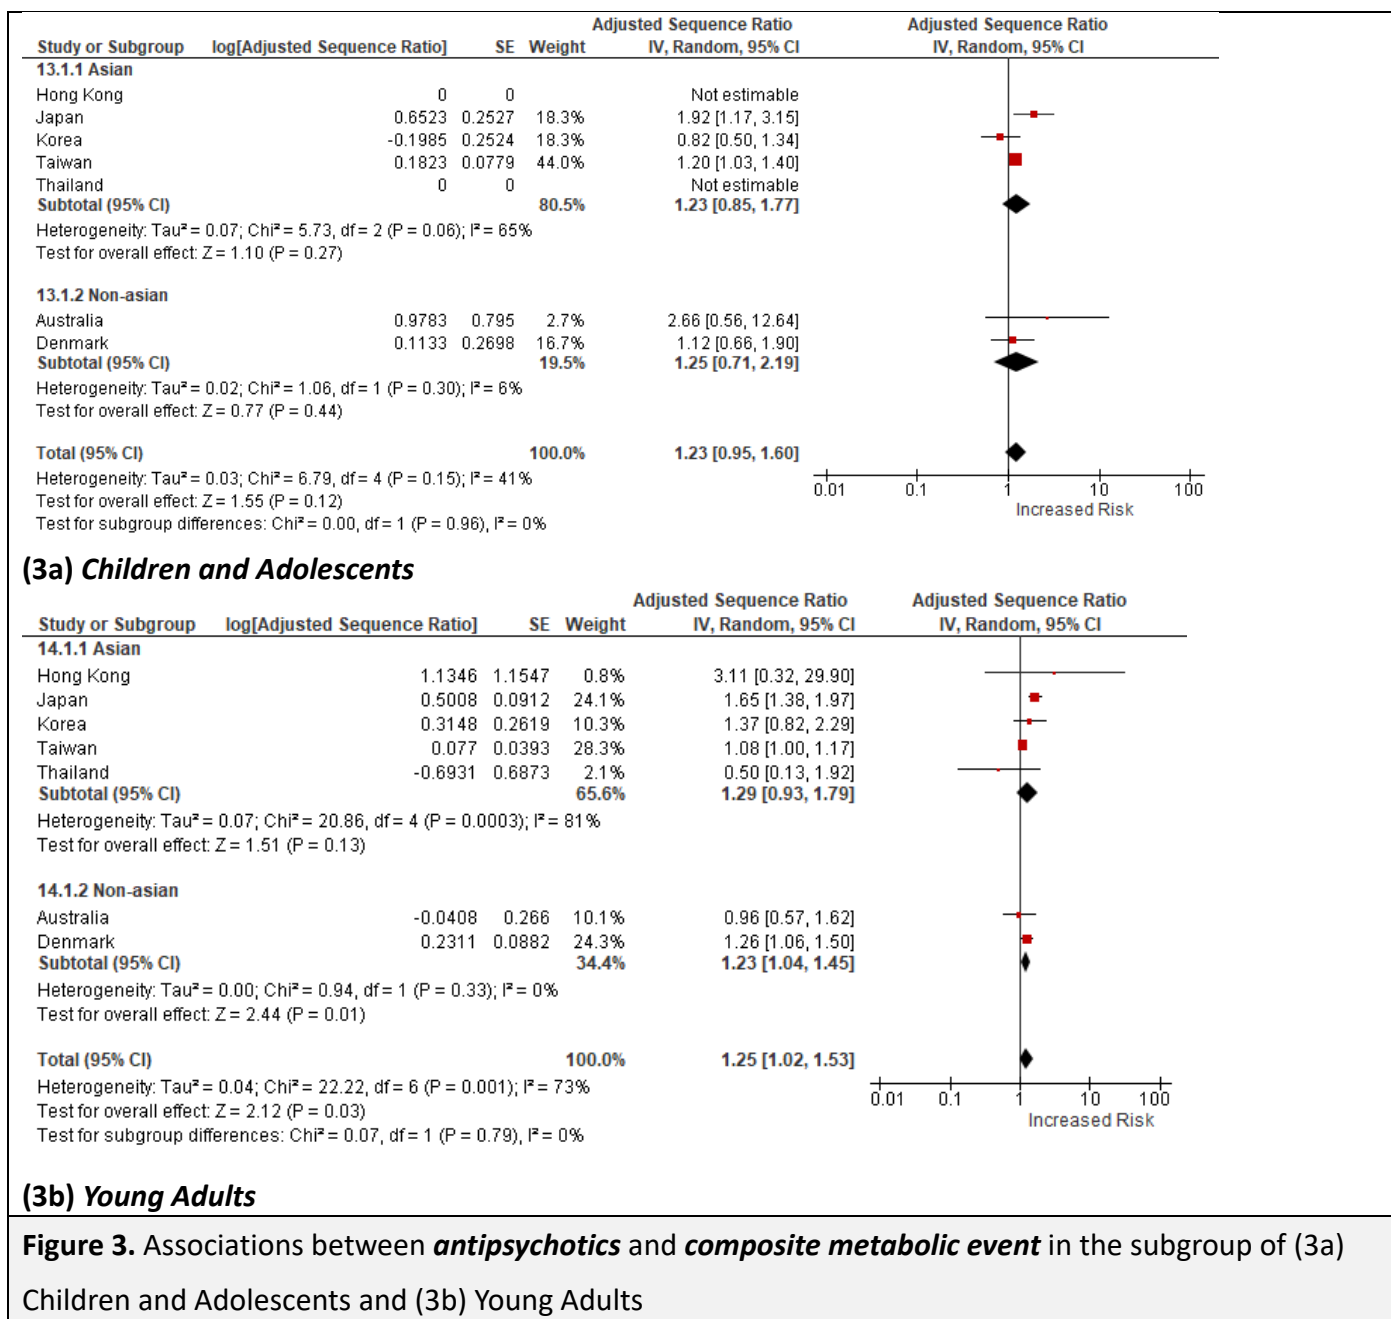 Adjusted Sequence Ratio Adjusted Sequence Ratio
Study or Subgroup log[Adjusted Sequence Ratio] SE Weight IV, Random, 95% CI IV, Random, 95% CI
13.1.1 Asian
Hong Kong 0 0 Not estimable
Japan 0.6523 0.2527 18.3% 1.92 [1.17, 3.15]
Korea -0.1985 0.2524 18.3% 0.82 [0.50, 1.34]
Taiwan 0.1823 0.0779 44.0% 1.20 [1.03, 1.40]
Thailand 0 0 Not estimable
Subtotal (95% CI) 80.5% 1.23 [0.85, 1.77]
Heterogeneity: Tau² = 0.07; Chi² = 5.73, df = 2 (P = 0.06); I² = 65%
Test for overall effect: Z = 1.10 (P = 0.27)
13.1.2 Non-asian
Australia 0.9783 0.795 2.7% 2.66 [0.56, 12.64]
Denmark 0.1133 0.2698 16.7% 1.12 [0.66, 1.90]
Subtotal (95% CI) 19.5% 1.25 [0.71, 2.19]
Heterogeneity: Tau² = 0.02; Chi² = 1.06, df = 1 (P = 0.30); I² = 6%
Test for overall effect: Z = 0.77 (P = 0.44)
Total (95% CI) 100.0% 1.23 [0.95, 1.60]
Heterogeneity: Tau² = 0.03; Chi² = 6.79, df = 4 (P = 0.15); I² = 41%
Test for overall effect: Z = 1.55 (P = 0.12)
Test for subgroup differences: Chi² = 0.00, df = 1 (P = 0.96), I² = 0%
0.01 0.1 1 10 100
Increased Risk
(3a) Children and Adolescents
Adjusted Sequence Ratio Adjusted Sequence Ratio
Study or Subgroup log[Adjusted Sequence Ratio] SE Weight IV, Random, 95% CI IV, Random, 95% CI
14.1.1 Asian
Hong Kong 1.1346 1.1547 0.8% 3.11 [0.32, 29.90]
Japan 0.5008 0.0912 24.1% 1.65 [1.38, 1.97]
Korea 0.3148 0.2619 10.3% 1.37 [0.82, 2.29]
Taiwan 0.077 0.0393 28.3% 1.08 [1.00, 1.17]
Thailand -0.6931 0.6873 2.1% 0.50 [0.13, 1.92]
Subtotal (95% CI) 65.6% 1.29 [0.93, 1.79]
Heterogeneity: Tau² = 0.07; Chi² = 20.86, df = 4 (P = 0.0003); I² = 81%
Test for overall effect: Z = 1.51 (P = 0.13)
14.1.2 Non-asian
Australia -0.0408 0.266 10.1% 0.96 [0.57, 1.62]
Denmark 0.2311 0.0882 24.3% 1.26 [1.06, 1.50]
Subtotal (95% CI) 34.4% 1.23 [1.04, 1.45]
Heterogeneity: Tau² = 0.00; Chi² = 0.94, df = 1 (P = 0.33); I² = 0%
Test for overall effect: Z = 2.44 (P = 0.01)
Total (95% CI) 100.0% 1.25 [1.02, 1.53]
Heterogeneity: Tau² = 0.04; Chi² = 22.22, df = 6 (P = 0.001); I² = 73%
Test for overall effect: Z = 2.12 (P = 0.03)
Test for subgroup differences: Chi² = 0.07, df = 1 (P = 0.79), I² = 0%
0.01 0.1 1 10 100
Increased Risk
(3b) Young Adults
Figure 3. Associations between antipsychotics and composite metabolic event in the subgroup of (3a)
Children and Adolescents and (3b) Young Adults